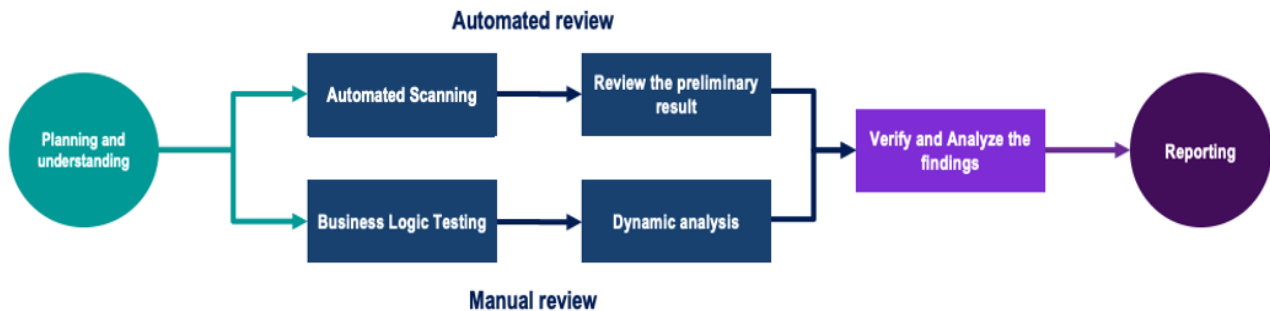 Automated review
Planning and
understanding
Automated Scanning
Review the preliminary
result
Business Logic Testing
Dynamic analysis
Verify and Analyze the
findings
Reporting
Manual review